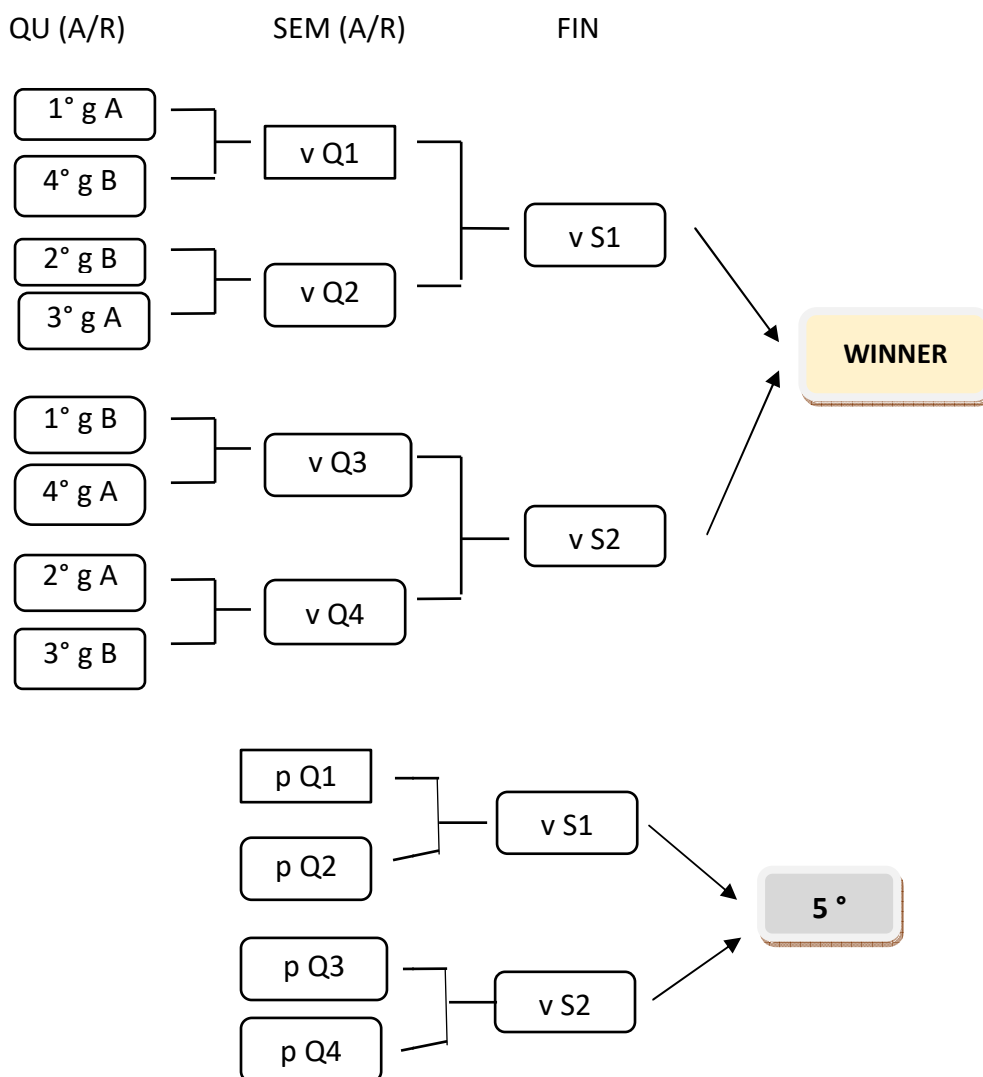 QU (A/R) SEM (A/R) FIN
1° g A
v Q1
4° g B
v S1
2° g B
v Q2
3° g A
WINNER
1° g B
v Q3
4° g A
v S2
2° g A
v Q4
3° g B
p Q1
v S1
p Q2
5 °
p Q3
v S2
p Q4